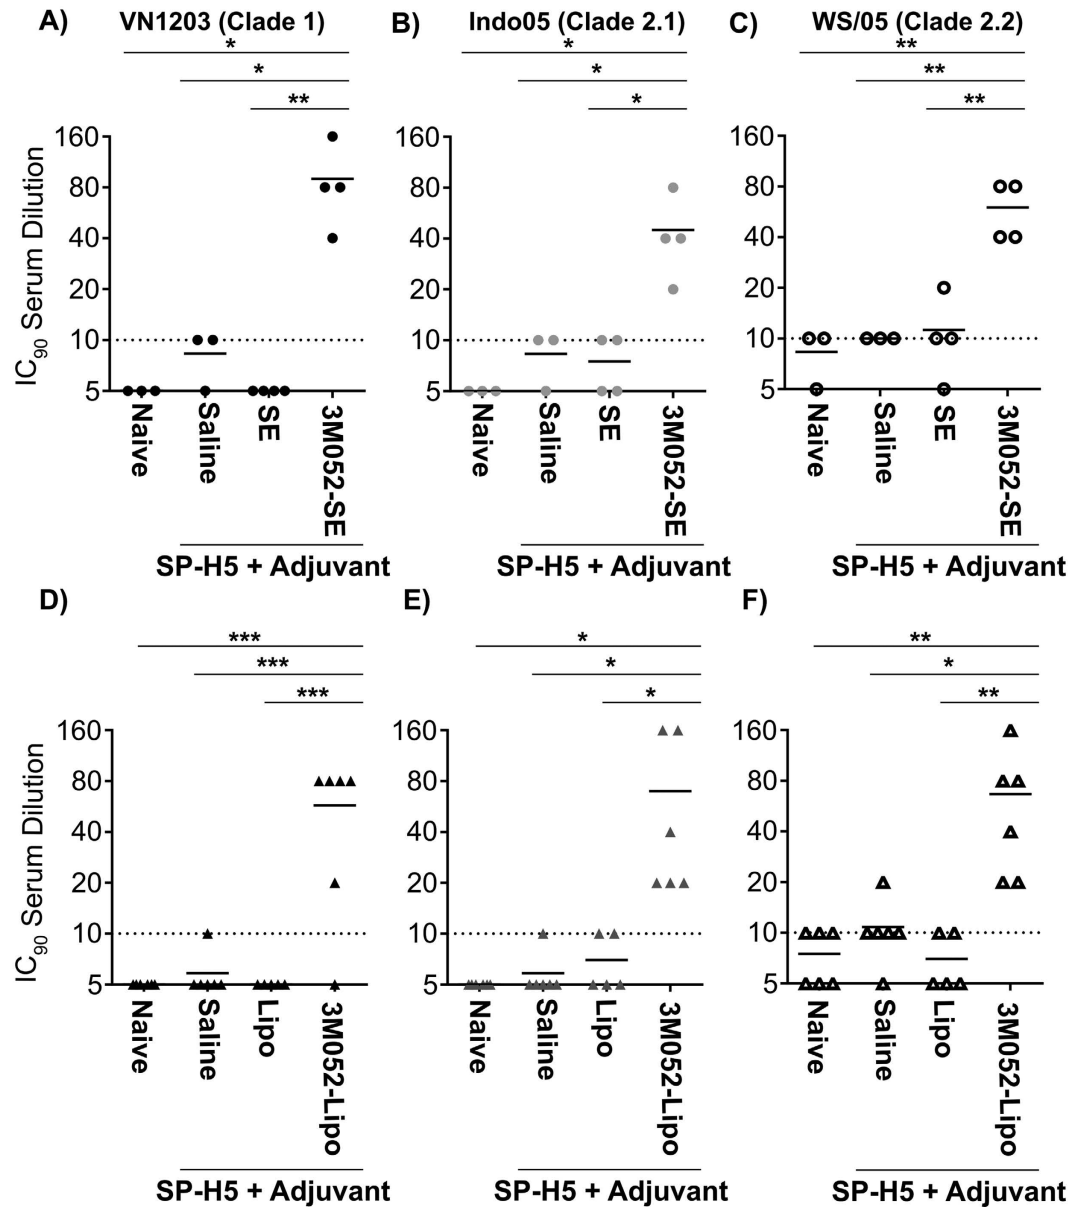 A) VN1203 (Clade 1)
*
*
**
IC90 Serum Dilution
160
80
40
20
10
5
Naive
Saline
SE
3M052-SE
SP-H5 + Adjuvant
B) Indo05 (Clade 2.1)
*
*
*
160
80
40
20
10
5
Naive
Saline
SE
3M052-SE
SP-H5 + Adjuvant
C) WS/05 (Clade 2.2)
**
**
**
160
80
40
20
10
5
Naive
Saline
SE
3M052-SE
SP-H5 + Adjuvant
D)
***
***
***
IC90 Serum Dilution
160
80
40
20
10
5
Naive
Saline
Lipo
3M052-Lipo
SP-H5 + Adjuvant
E)
*
*
*
160
80
40
20
10
5
Naive
Saline
Lipo
3M052-Lipo
SP-H5 + Adjuvant
F)
**
*
**
160
80
40
20
10
5
Naive
Saline
Lipo
3M052-Lipo
SP-H5 + Adjuvant